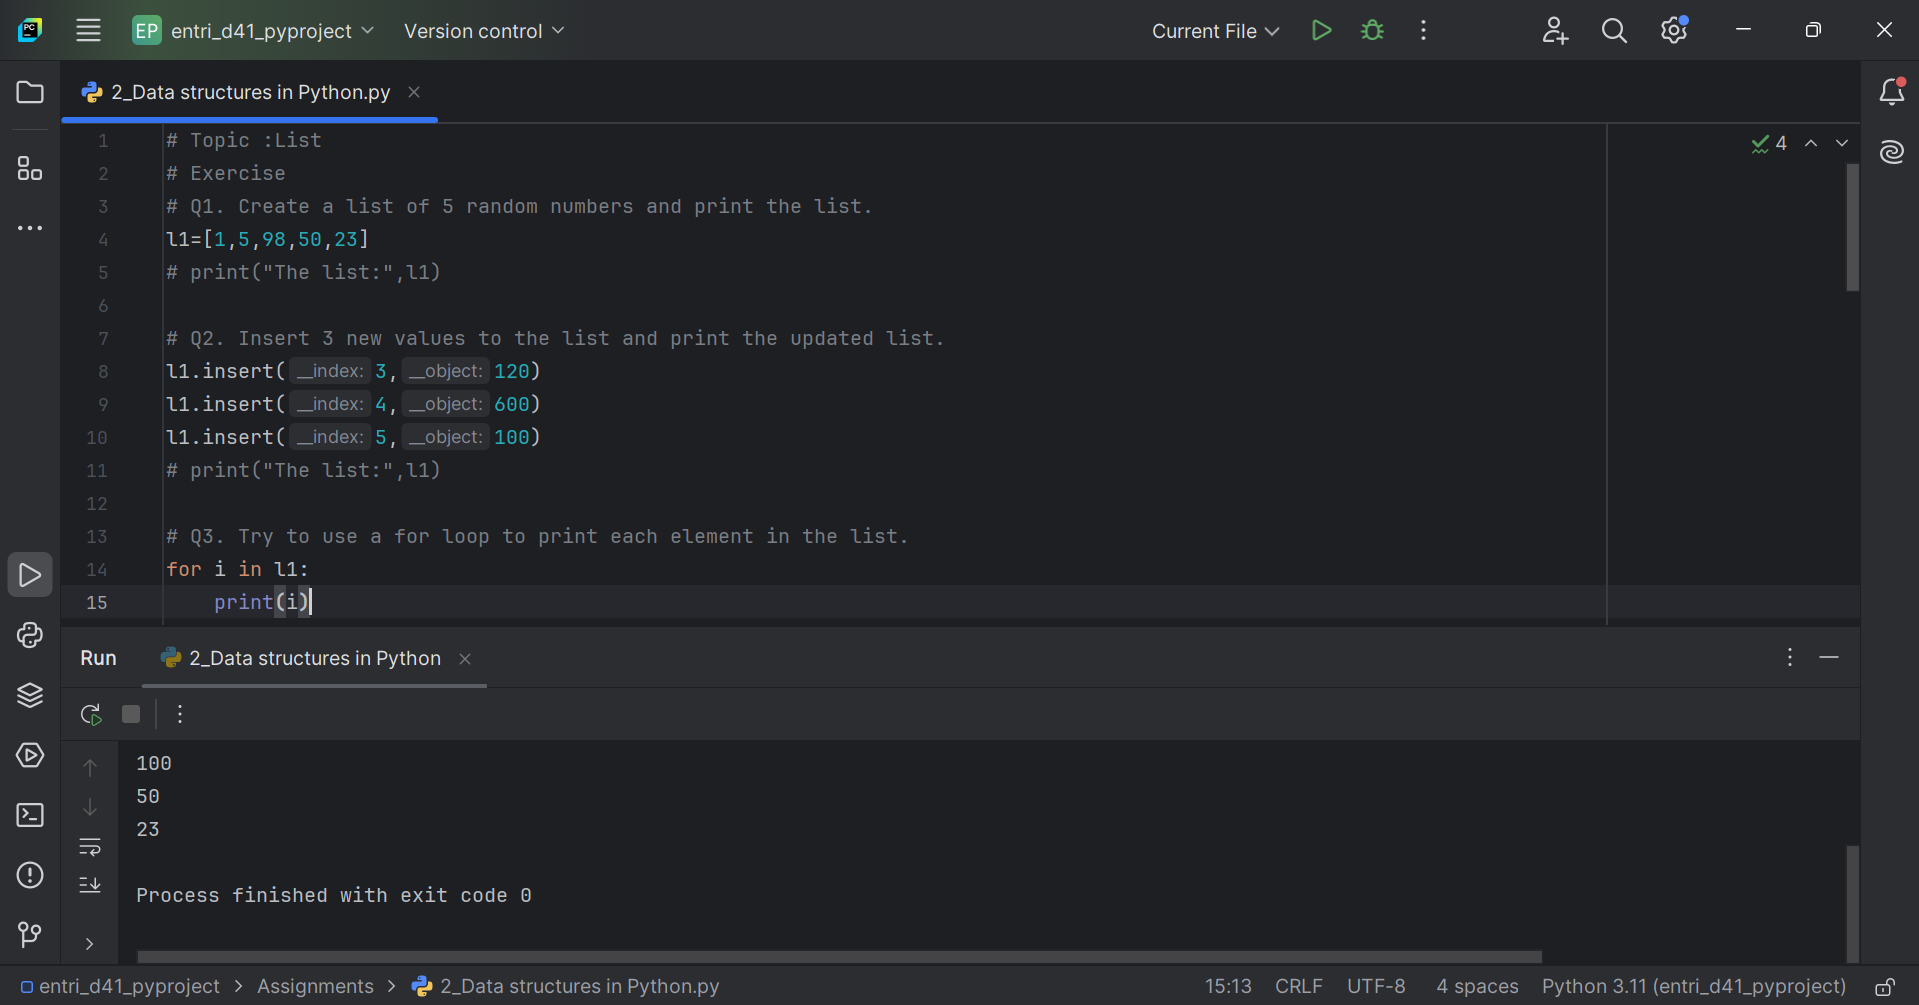 PC EP entri_d41_pyproject Version control Current File
2_Data structures in Python.py
1 # Topic :List
2 # Exercise
3 # Q1. Create a list of 5 random numbers and print the list.
4 l1=[1,5,98,50,23]
5 # print("The list:",l1)
6
7 # Q2. Insert 3 new values to the list and print the updated list.
8 l1.insert( __index: 3, __object: 120)
9 l1.insert( __index: 4, __object: 600)
10 l1.insert( __index: 5, __object: 100)
11 # print("The list:",l1)
12
13 # Q3. Try to use a for loop to print each element in the list.
14 for i in l1:
15 print(i)
4
Run 2_Data structures in Python
100
50
23
Process finished with exit code 0
entri_d41_pyproject > Assignments > 2_Data structures in Python.py 15:13 CRLF UTF-8 4 spaces Python 3.11 (entri_d41_pyproject)